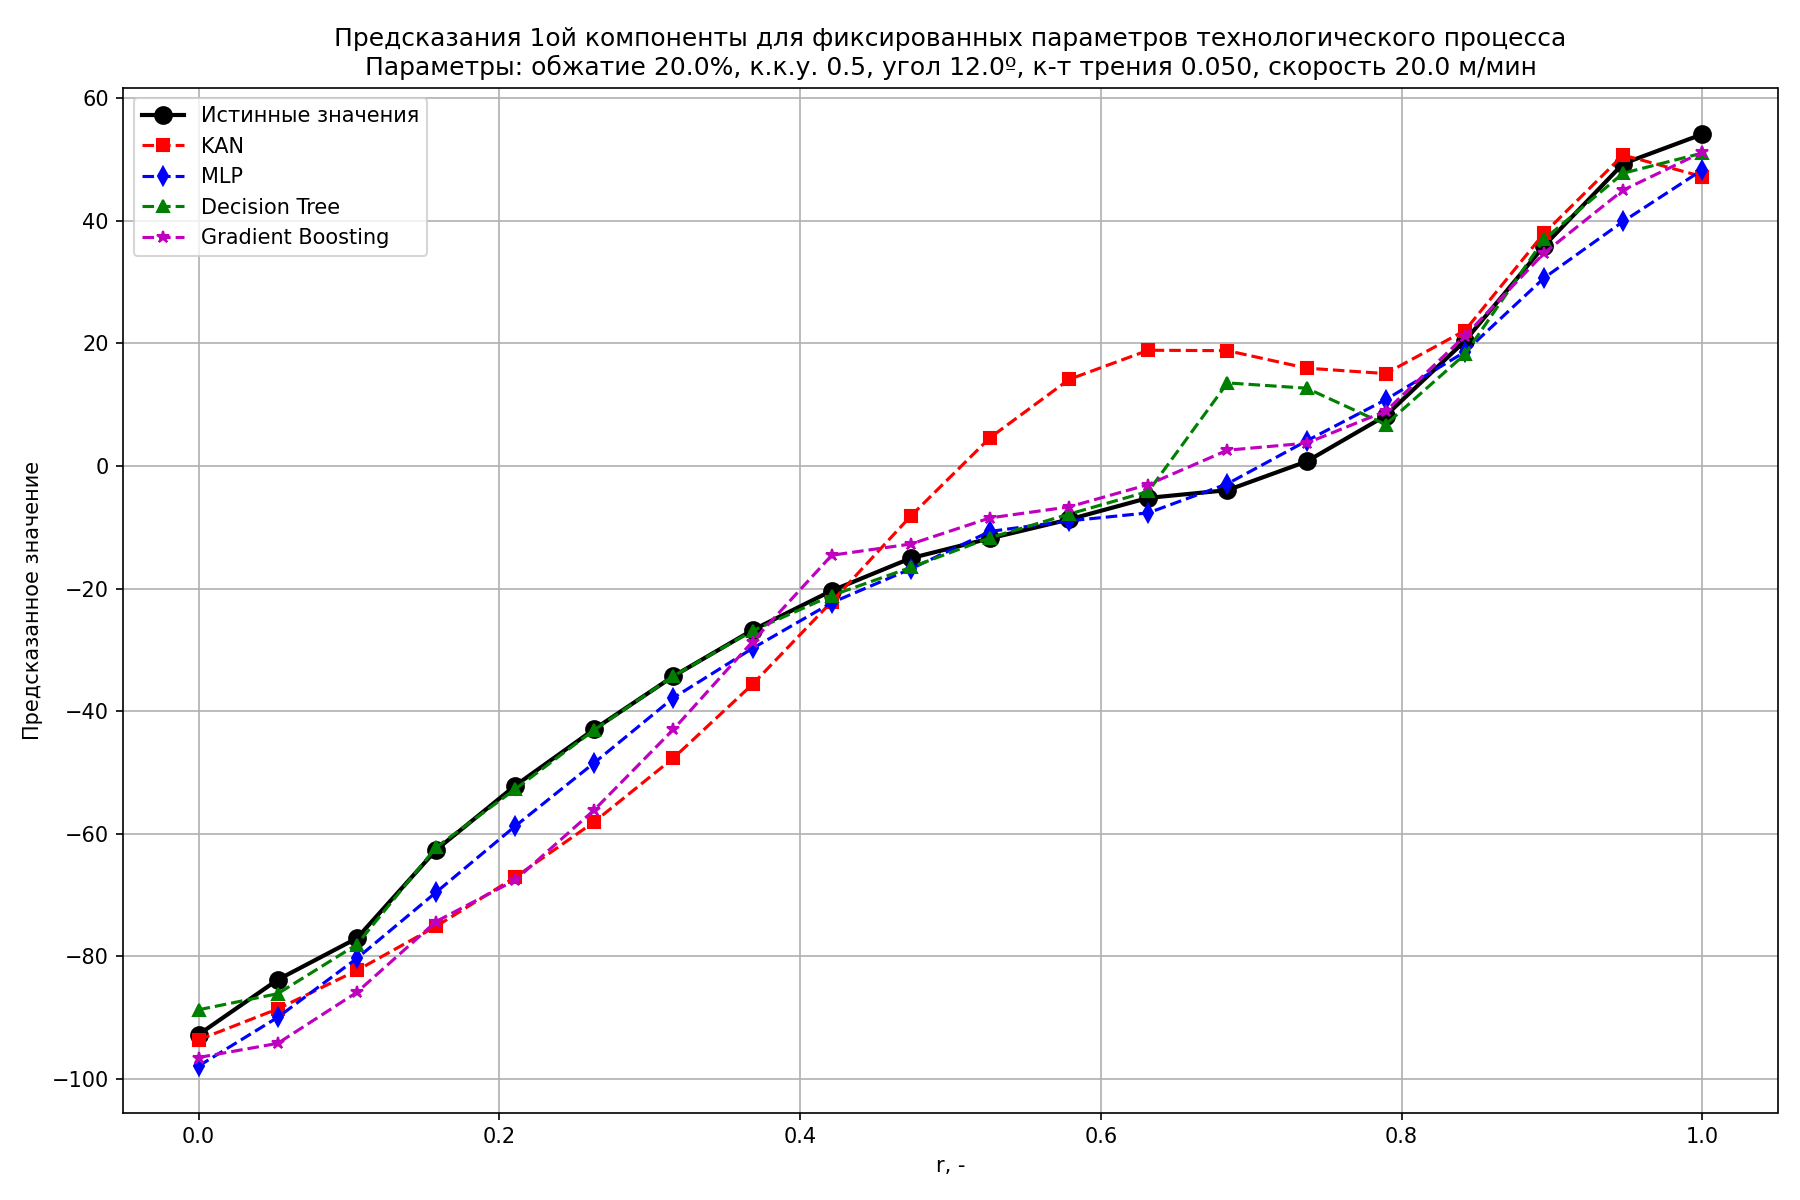 Предсказания 1ой компоненты для фиксированных параметров технологического процесса
Параметры: обжатие 20.0%, к.к.у. 0.5, угол 12.0º, к-т трения 0.050, скорость 20.0 м/мин
Истинные значения
KAN
MLP
Decision Tree
Gradient Boosting
Предсказанное значение
60
40
20
0
−20
−40
−60
−80
−100
0.0
0.2
0.4
0.6
0.8
1.0
r, -